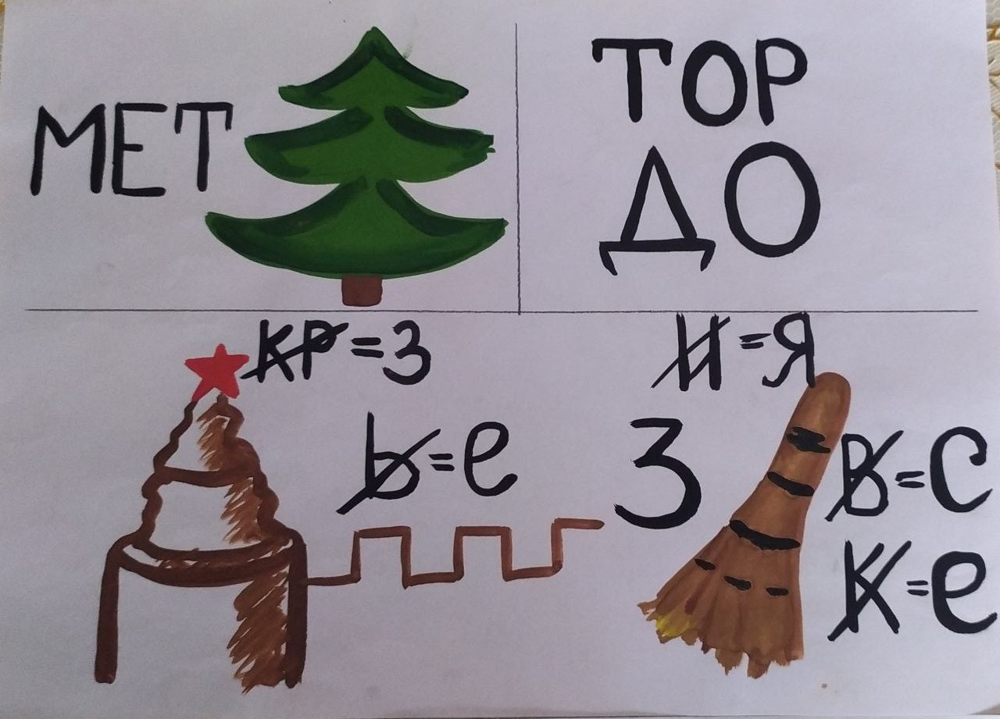 МЕТ
ТОР
ДО
КР=З
Ь=е
И=Я
З
В=С
К=е